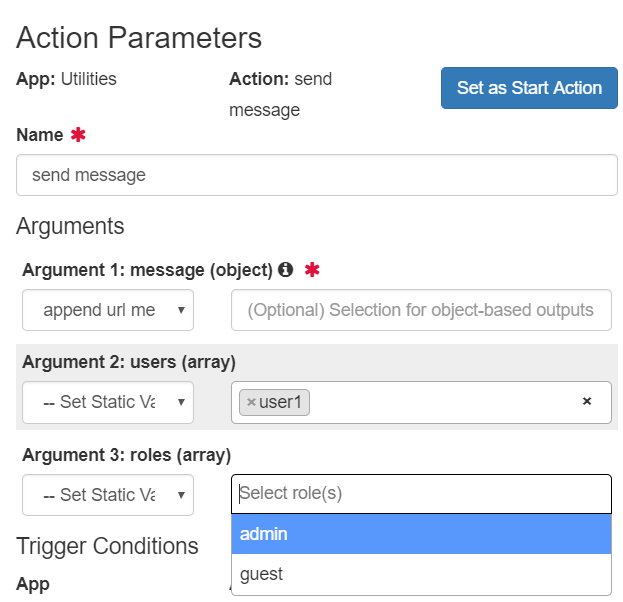 Action Parameters
App: Utilities
Action: send message
Set as Start Action
Name *
send message
Arguments
Argument 1: message (object) *
append url me
(Optional) Selection for object-based outputs
Argument 2: users (array)
-- Set Static Va
×user1 ×
Argument 3: roles (array)
-- Set Static Va
Select role(s)
admin
guest
Trigger Conditions
App